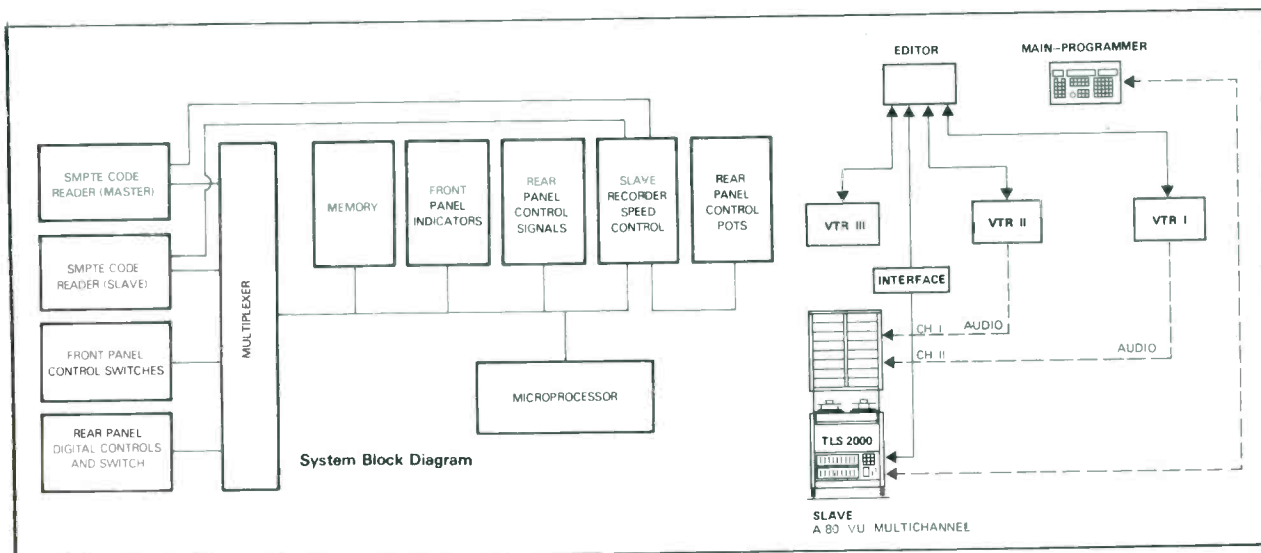 SMPTE CODE
READER (MASTER)
SMPTE CODE
READER (SLAVE)
FRONT PANEL
CONTROL SWITCHES
REAR PANEL
DIGITAL CONTROLS
AND SWITCH
MULTIPLEXER
MEMORY
FRONT
PANEL
INDICATORS
REAR
PANEL
CONTROL
SIGNALS
SLAVE
RECORDER
SPEED
CONTROL
REAR
PANEL
CONTROL
POTS
MICROPROCESSOR
System Block Diagram
EDITOR
MAIN-PROGRAMMER
VTR III
VTR II
VTR I
INTERFACE
CH I AUDIO
CH II AUDIO
TLS 2000
SLAVE
A 80 VU MULTICHANNEL